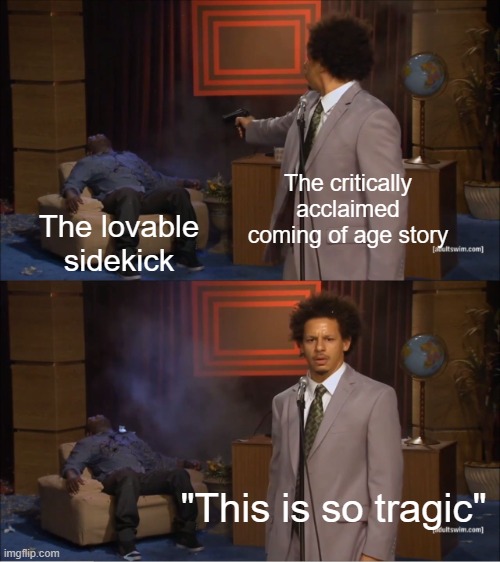 The critically
acclaimed
coming of age story
The lovable
sidekick
[adultswim.com]
"This is so tragic"
[adultswim.com]
imgflip.com